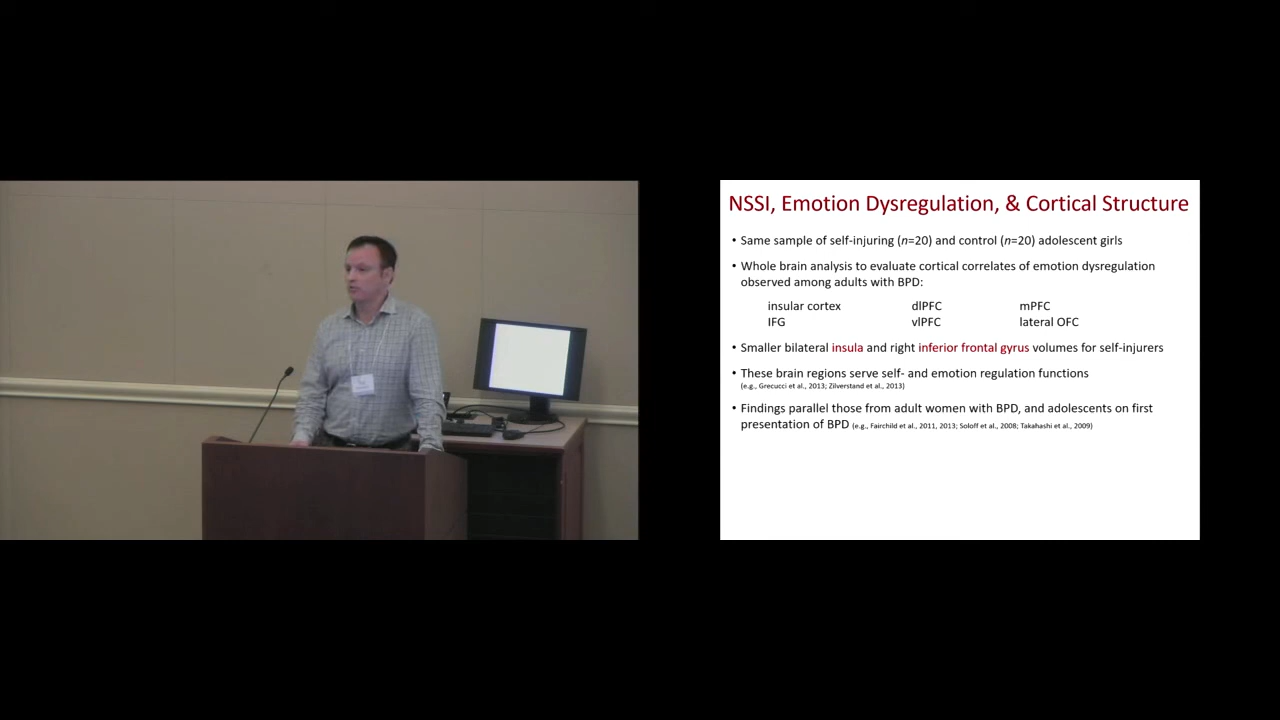 NSSI, Emotion Dysregulation, & Cortical Structure
• Same sample of self-injuring (n=20) and control (n=20) adolescent girls
• Whole brain analysis to evaluate cortical correlates of emotion dysregulation
observed among adults with BPD:
insular cortex dlPFC mPFC
IFG vlPFC lateral OFC
• Smaller bilateral insula and right inferior frontal gyrus volumes for self-injurers
• These brain regions serve self- and emotion regulation functions
(e.g., Grecucci et al., 2013; Zilverstand et al., 2013)
• Findings parallel those from adult women with BPD, and adolescents on first
presentation of BPD (e.g., Fairchild et al., 2011, 2013; Soloff et al., 2008; Takahashi et al., 2009)